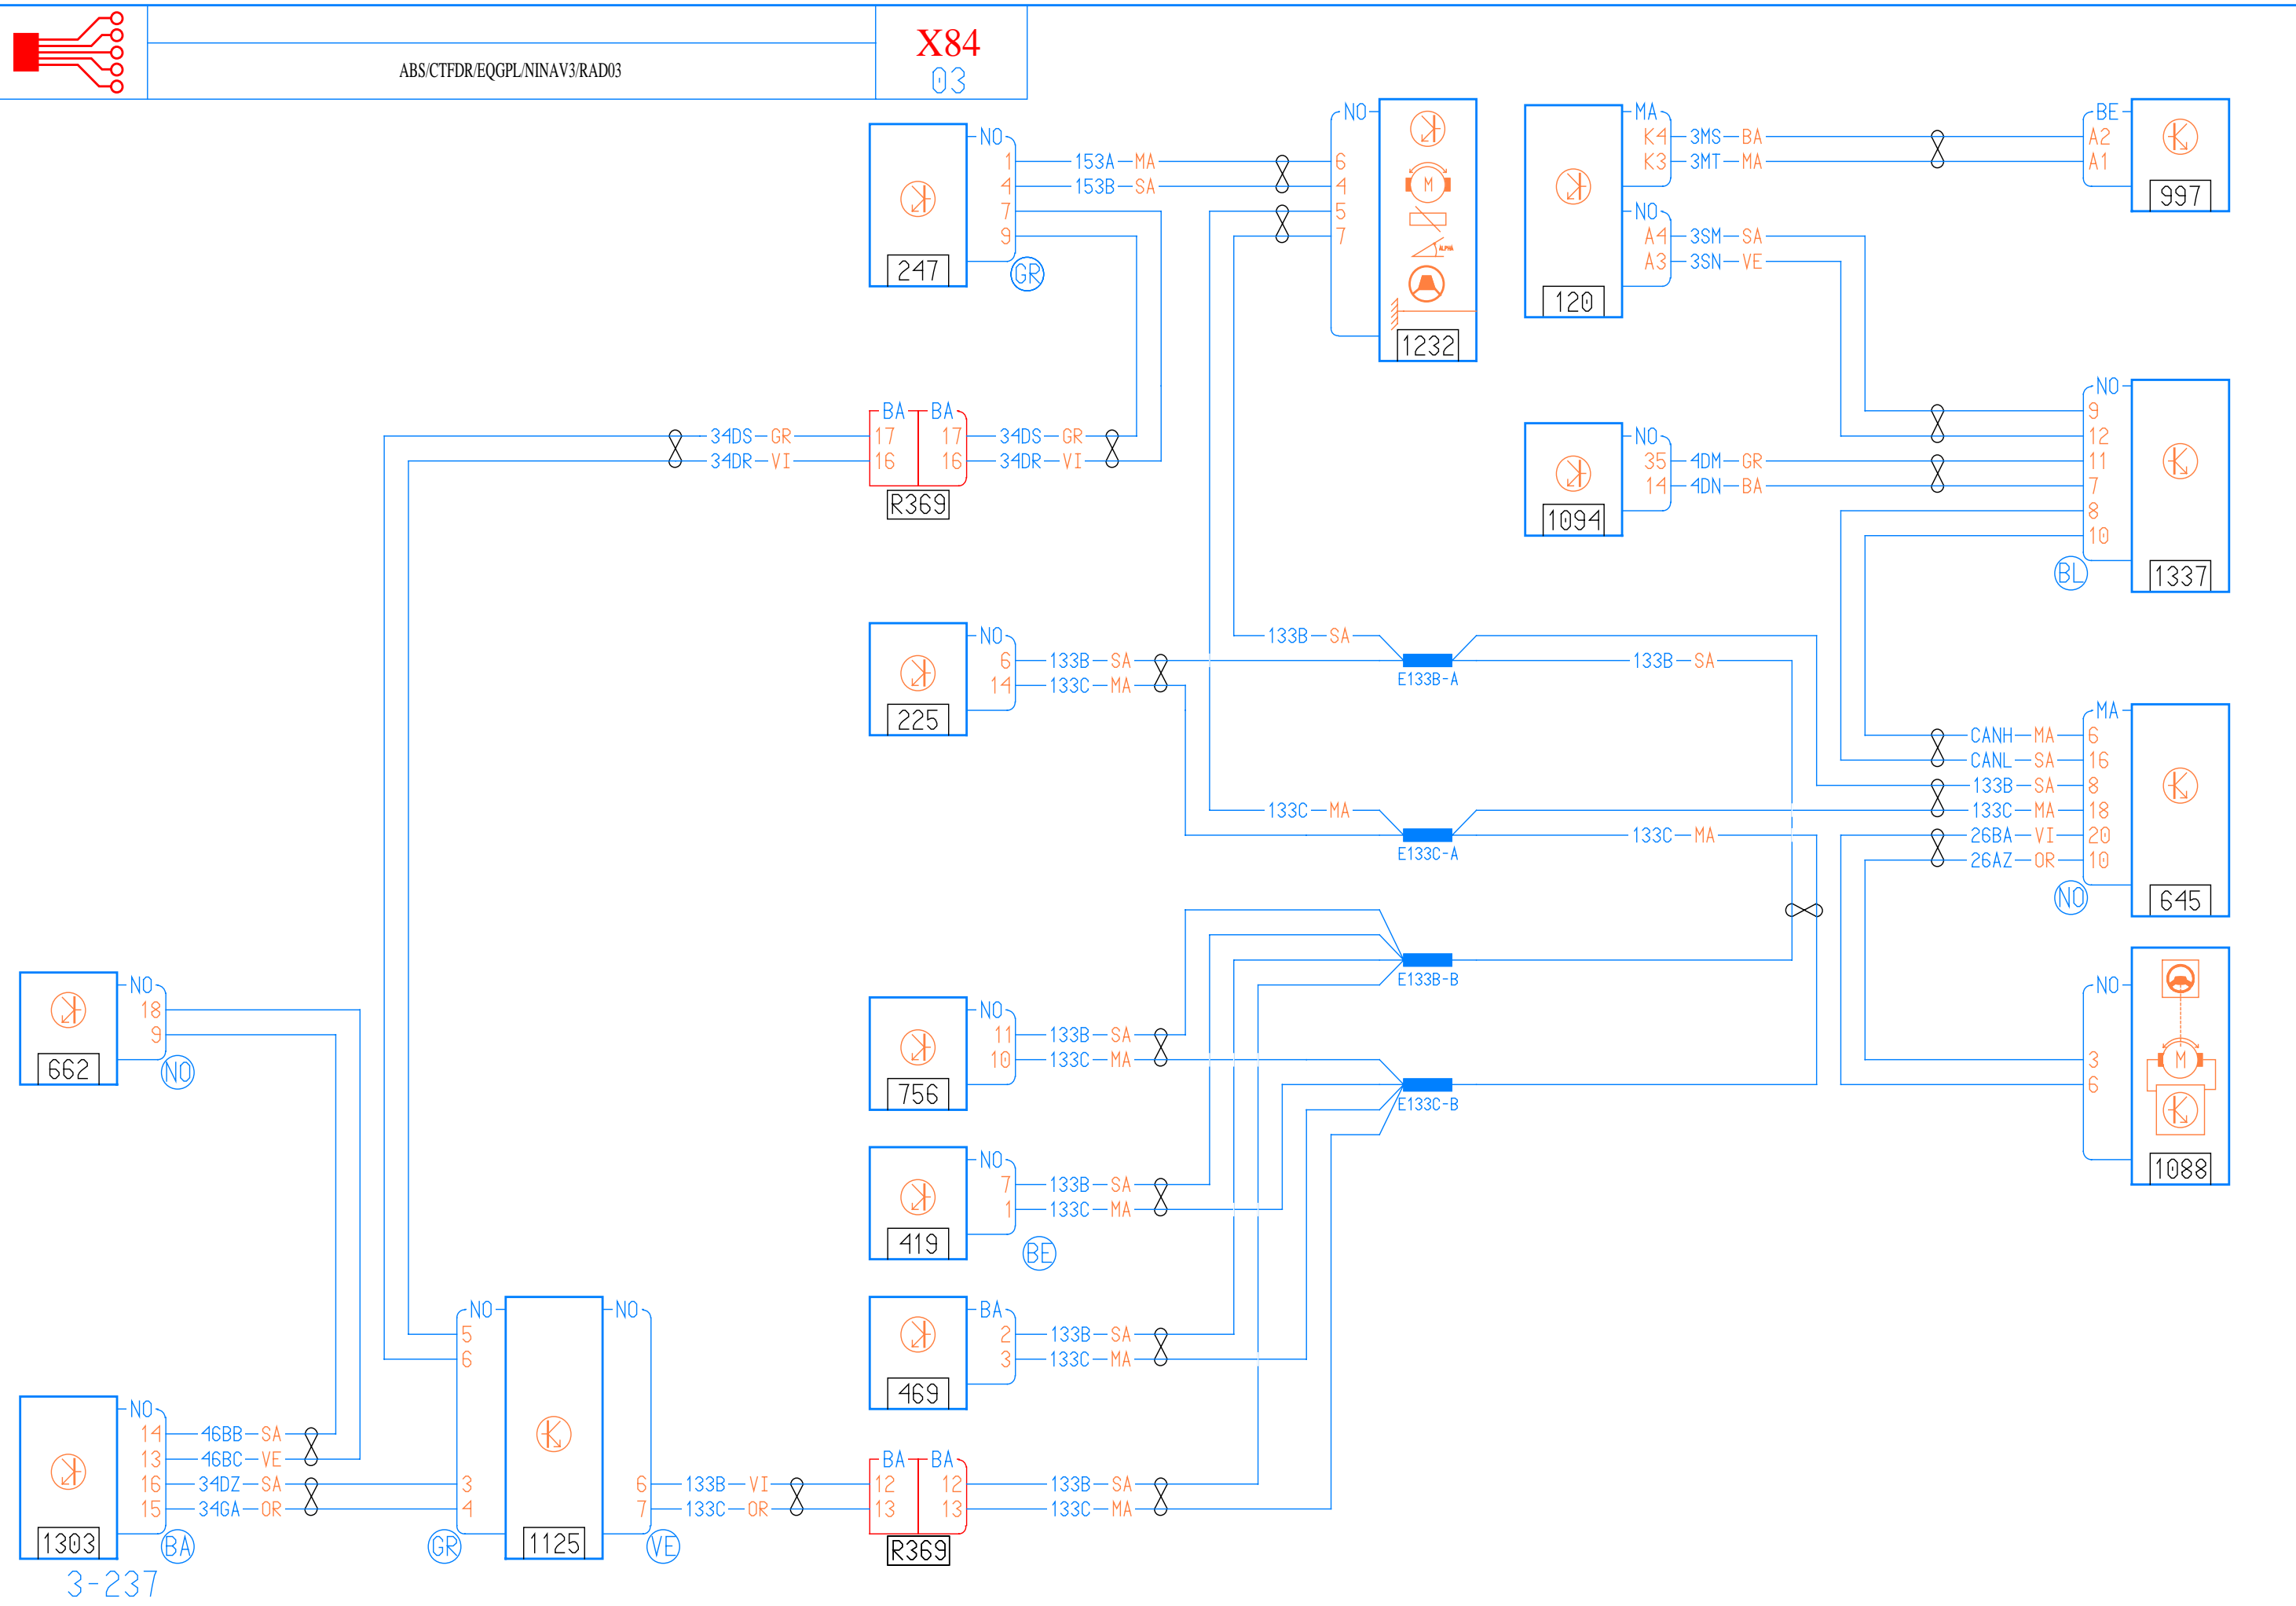 ABS/CTFDR/EQGPL/NINAV3/RAD03
X84
03
NO
1 153A MA
4 153B SA
7
9
247
GR
NO
6
4
5
7
M
ALPHA
1232
MA
K4 3MS BA
K3 3MT MA
NO
A4 3SM SA
A3 3SN VE
120
BE
A2
A1
997
34DS GR
34DR VI
BA BA
17 17 34DS GR
16 16 34DR VI
R369
NO
35 4DM GR
14 4DN BA
1094
NO
9
12
11
7
8
10
BL
1337
NO
6 133B SA
14 133C MA
225
133B SA
E133B-A
133B SA
133C MA
E133C-A
133C MA
MA
CANH MA 6
CANL SA 16
133B SA 8
133C MA 18
26BA VI 20
26AZ OR 10
NO
645
E133B-B
E133C-B
NO
3
6
M
1088
NO
18
9
662
NO
NO
11 133B SA
10 133C MA
756
NO
7 133B SA
1 133C MA
419
BE
BA
2 133B SA
3 133C MA
469
NO
14 46BB SA
13 46BC VE
16 34DZ SA
15 34GA OR
1303
BA
NO NO
5
6
3
4
GR
1125
VE
6 133B VI
7 133C OR
BA BA
12 12 133B SA
13 13 133C MA
R369
3-237